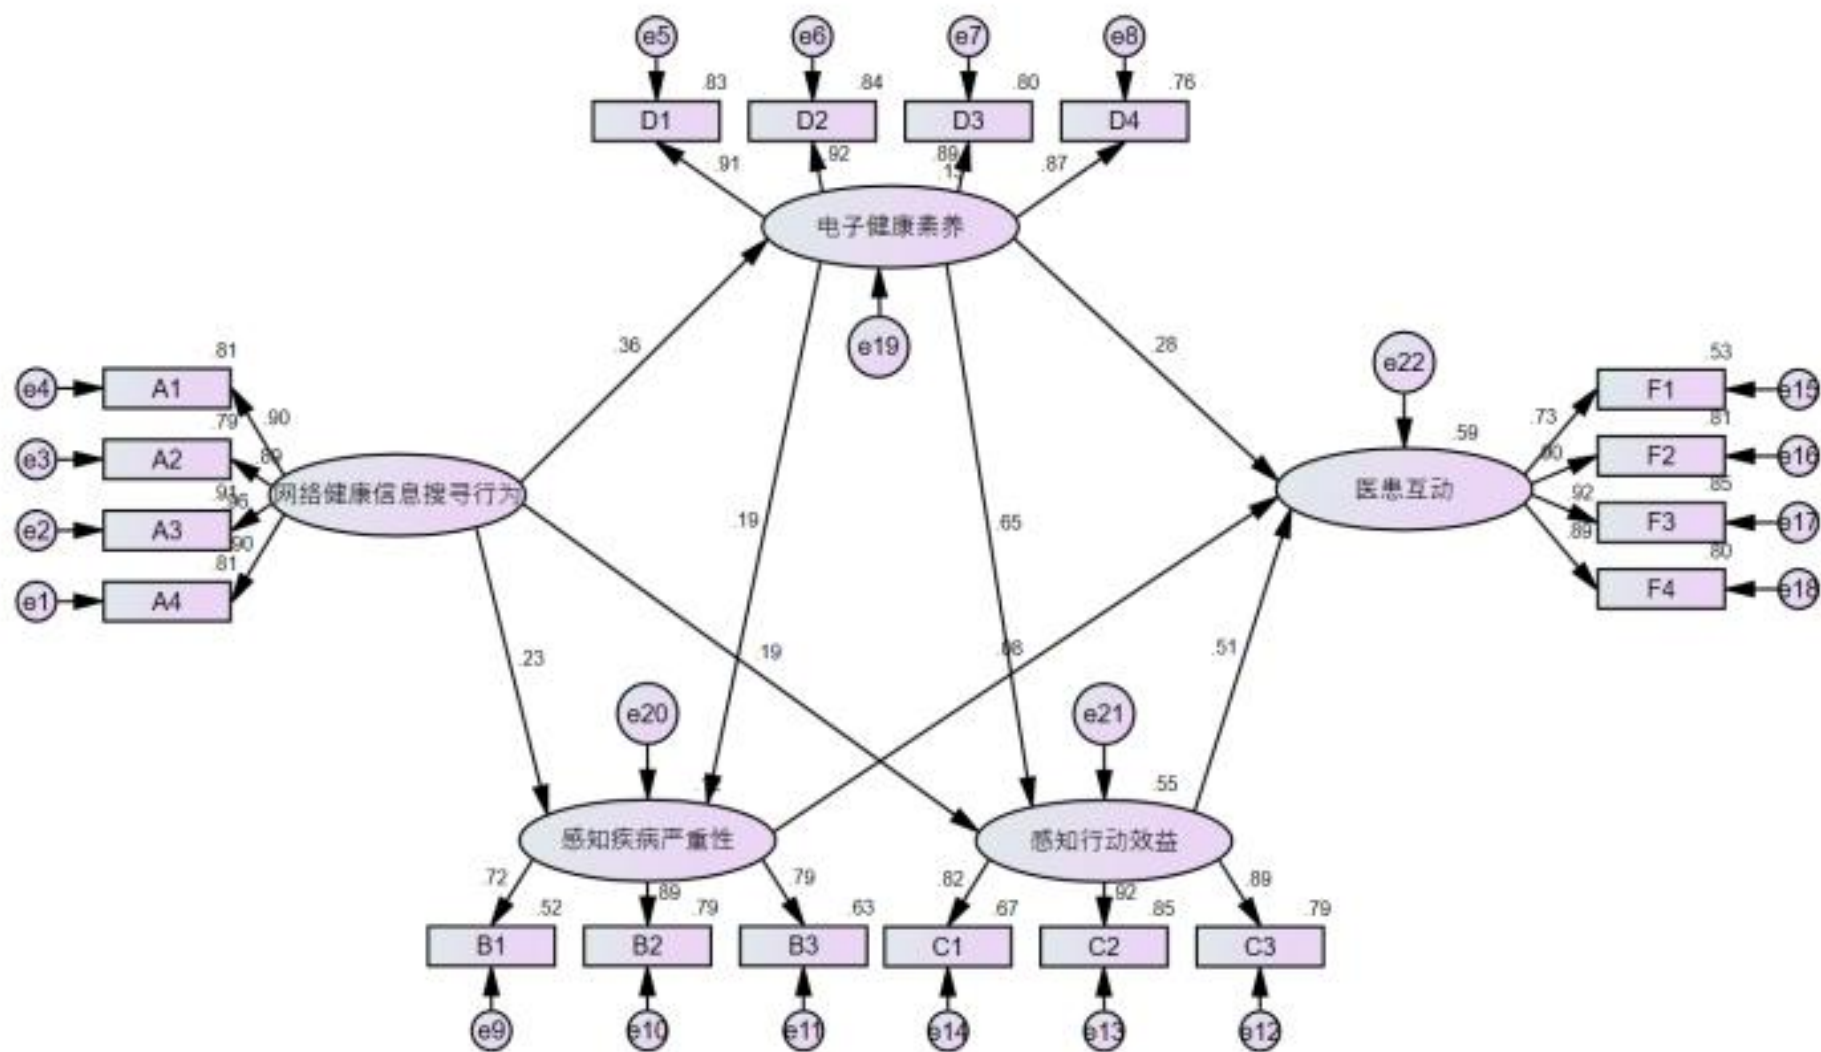 e5 e6 e7 e8
.83 .84 .80 .76
D1 D2 D3 D4
.91 .92 .89 .87
电子健康素养
e19
.36
.28
e22
.81
e4 A1
.90
.79
e3 A2
.89
网络健康信息搜寻行为
.91
.96
e2 A3
.90
.81
e1 A4
.53
F1 e15
.73
.81
.59
.90
F2 e16
医患互动
.85
.92
F3 e17
.89
.80
F4 e18
.19
.65
.23
.19
.08
.51
e20
e21
.55
感知疾病严重性
感知行动效益
.72 .89 .79 .82 .92 .89
.52 .79 .63 .67 .85 .79
B1 B2 B3 C1 C2 C3
e9 e10 e11 e14 e13 e12